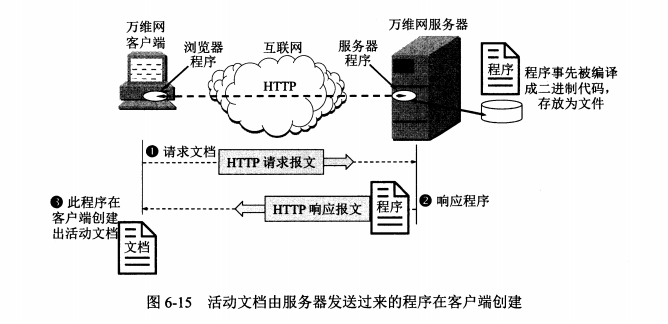 万维网
客户端
浏览器
程序
互联网
HTTP
服务器
程序
万维网服务器
程序
程序事先被编译
成二进制代码，
存放为文件
❶ 请求文档
HTTP 请求报文
❸ 此程序在
客户端创建
出活动文档
文档
HTTP 响应报文
程序
❷ 响应程序
图 6-15 活动文档由服务器发送过来的程序在客户端创建